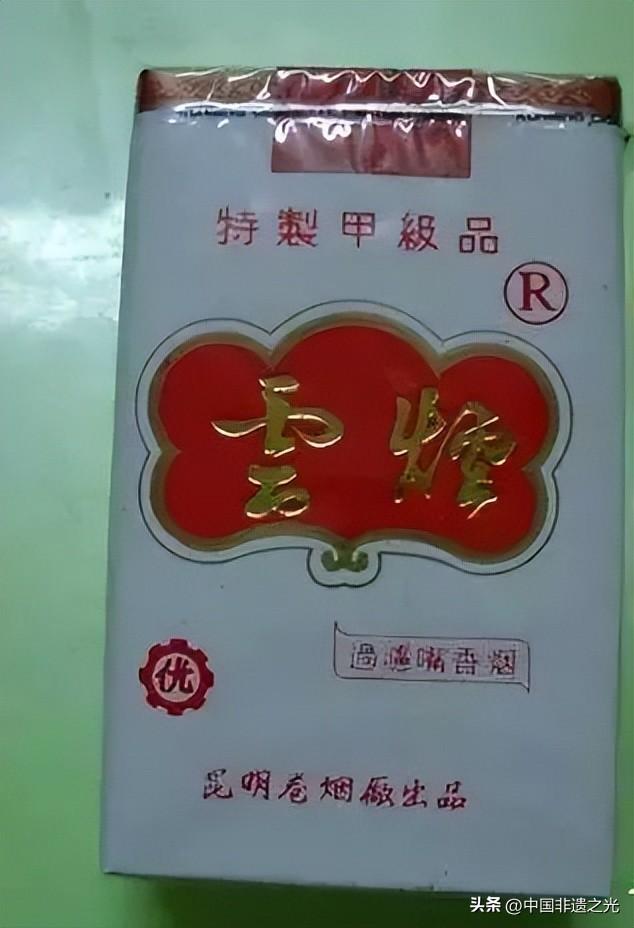 特製甲級品
R
雲煙
优
過濾嘴香烟
昆明卷烟廠出品
头条 @中国非遗之光